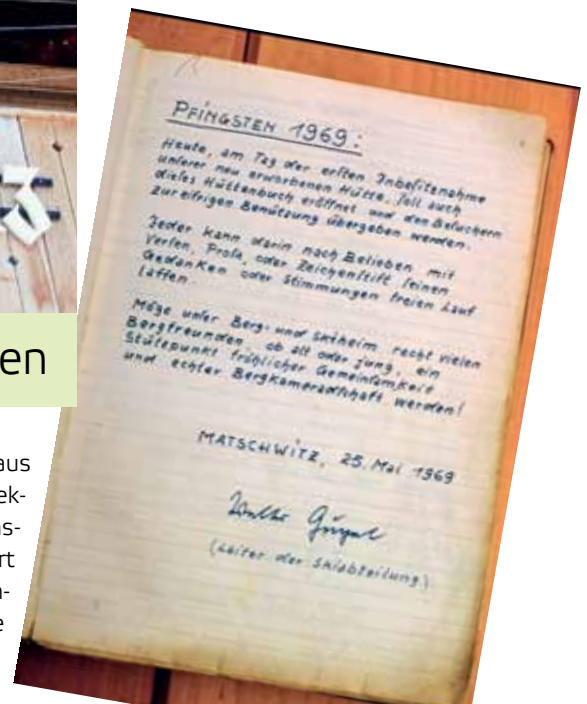 PFINGSTEN 1969:
Heute, am Tag der ersten Inbesitznahme
unserer neu erworbenen Hütte, soll auch
dieses Hüttenbuch eröffnet und den Besuchern
zur eifrigen Benützung übergeben werden.
Jeder kann darin nach Belieben mit
Versen, Prosa, oder Zeichenstift seinen
Gedanken oder Stimmungen freien Lauf
lassen.
Möge unser Berg- und Skiheim recht vielen
Bergfreunden, ob alt oder jung, ein
Stützpunkt fröhlicher Gemeinsamkeit
und echter Bergkameradschaft werden!
MATSCHWITZ, 25. Mai 1969
(Leiter der Skiabteilung)
en
aus
ek-
s-
rt
n-
e